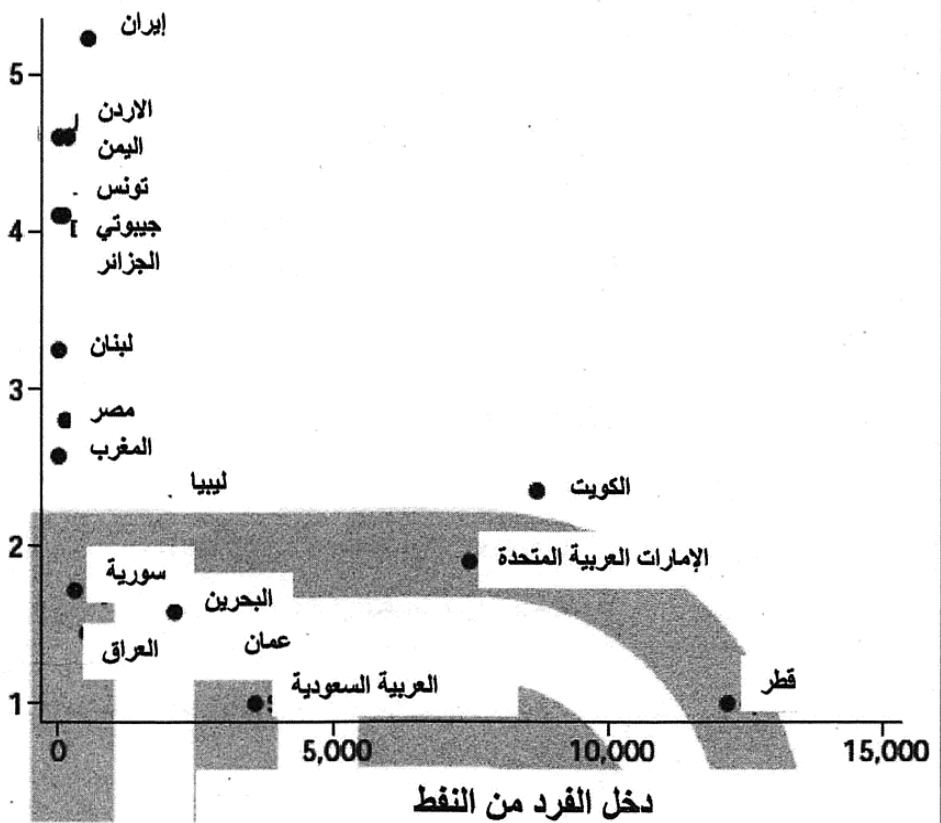 إيران
5
الاردن
اليمن
تونس
4
جيبوتي
الجزائر
لبنان
3
مصر
المغرب
ليبيا
الكويت
2
الإمارات العربية المتحدة
سورية
البحرين
عمان
العراق
العربية السعودية
قطر
1
0 5,000 10,000 15,000
دخل الفرد من النفط